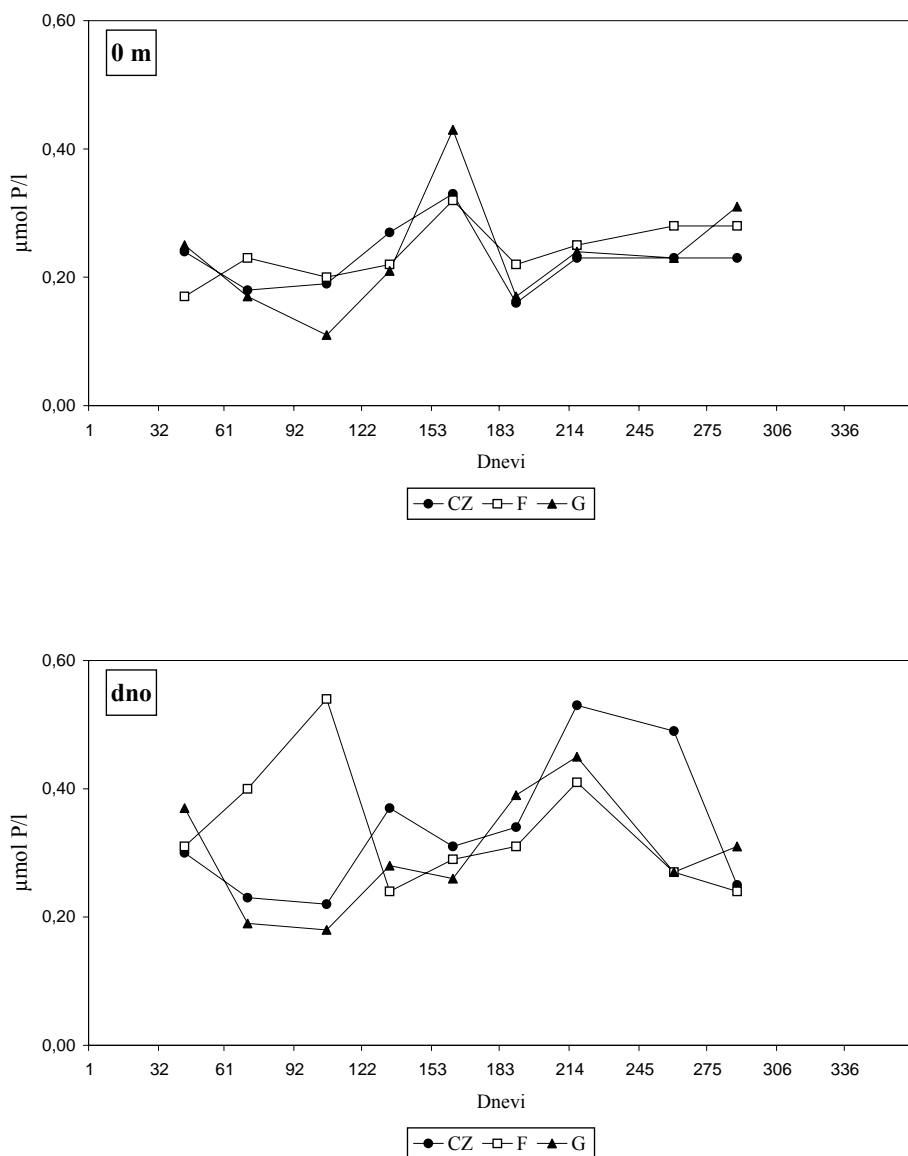 0,60
0 m
0,40
µmol P/l
0,20
0,00
1 32 61 92 122 153 183 214 245 275 306 336
Dnevi
CZ F G
0,60
dno
0,40
µmol P/l
0,20
0,00
1 32 61 92 122 153 183 214 245 275 306 336
Dnevi
CZ F G